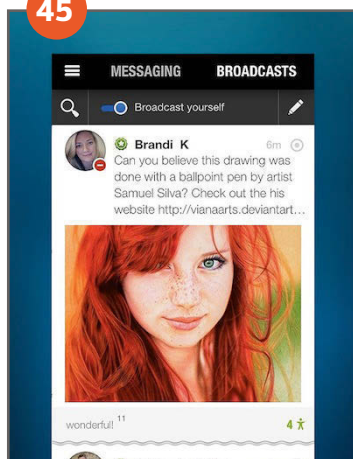 45
MESSAGING BROADCASTS
Broadcast yourself
Brandi K 6m
Can you believe this drawing was
done with a ballpoint pen by artist
Samuel Silva? Check out the his
website http://vianaarts.deviantart...
wonderful! 11 4